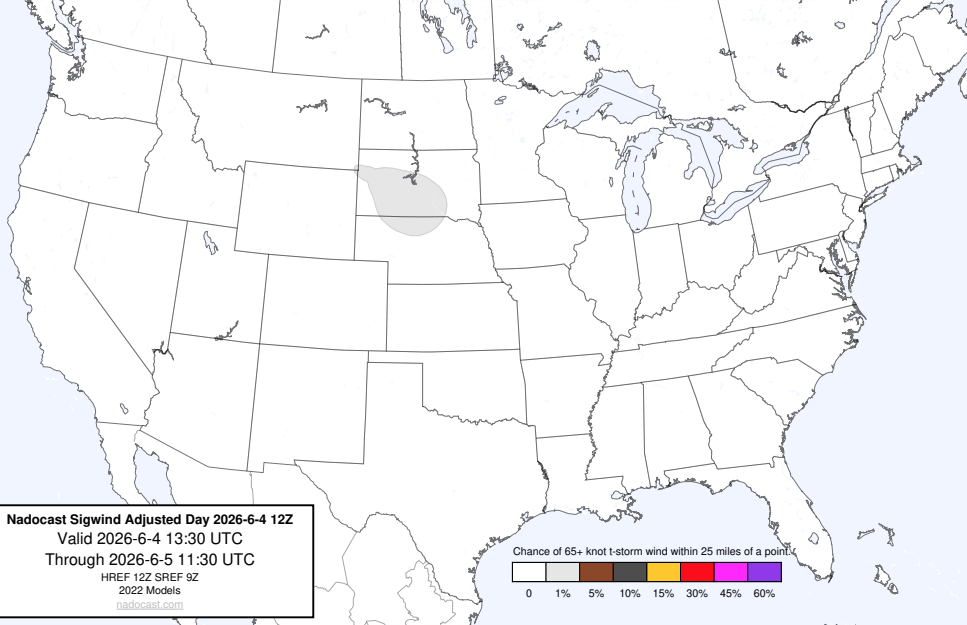 Nadocast Sigwind Adjusted Day 2026-6-4 12Z
Valid 2026-6-4 13:30 UTC
Through 2026-6-5 11:30 UTC
HREF 12Z SREF 9Z
2022 Models
nadocast.com
Chance of 65+ knot t-storm wind within 25 miles of a point.
0 1% 5% 10% 15% 30% 45% 60%